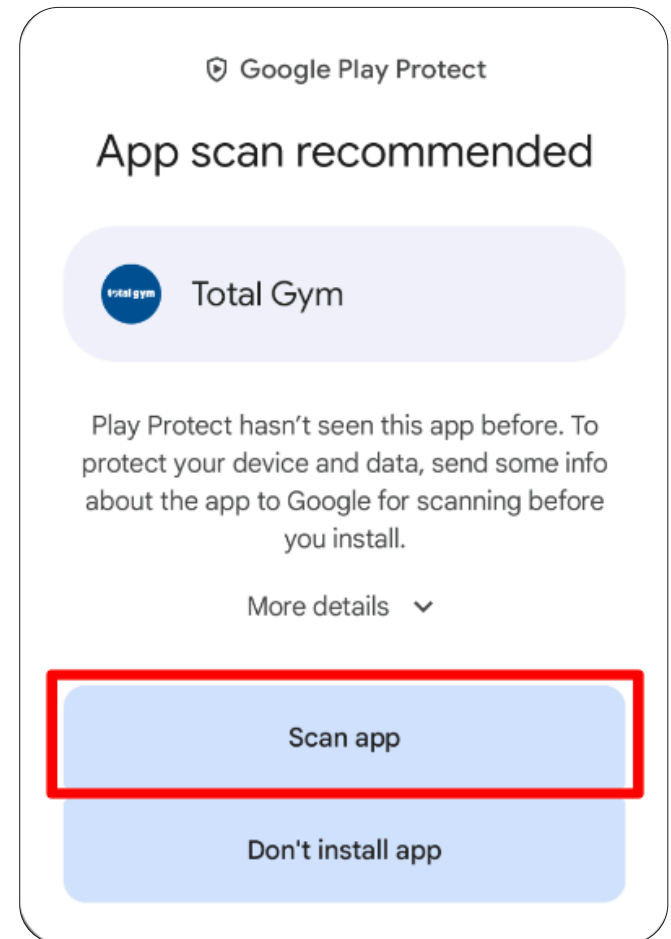 Google Play Protect
App scan recommended
total gym
Total Gym
Play Protect hasn’t seen this app before. To
protect your device and data, send some info
about the app to Google for scanning before
you install.
More details
Scan app
Don't install app